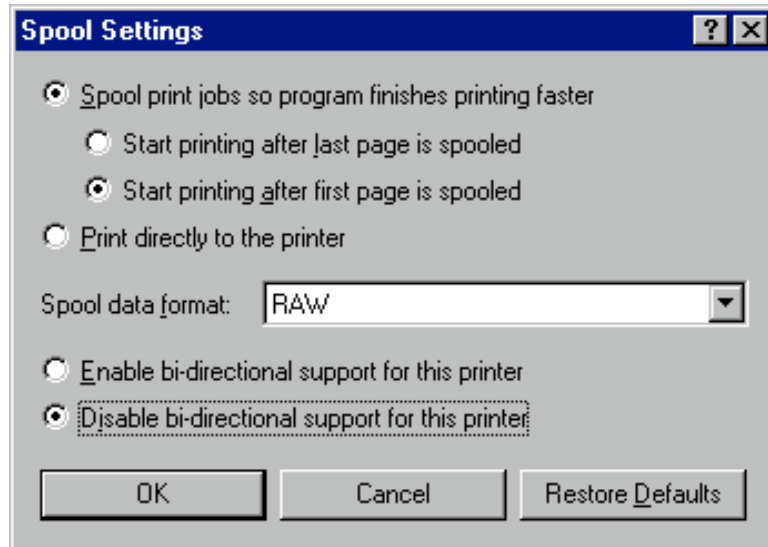 Spool Settings
Spool print jobs so program finishes printing faster
Start printing after last page is spooled
Start printing after first page is spooled
Print directly to the printer
Spool data format: RAW
Enable bi-directional support for this printer
Disable bi-directional support for this printer
OK Cancel Restore Defaults